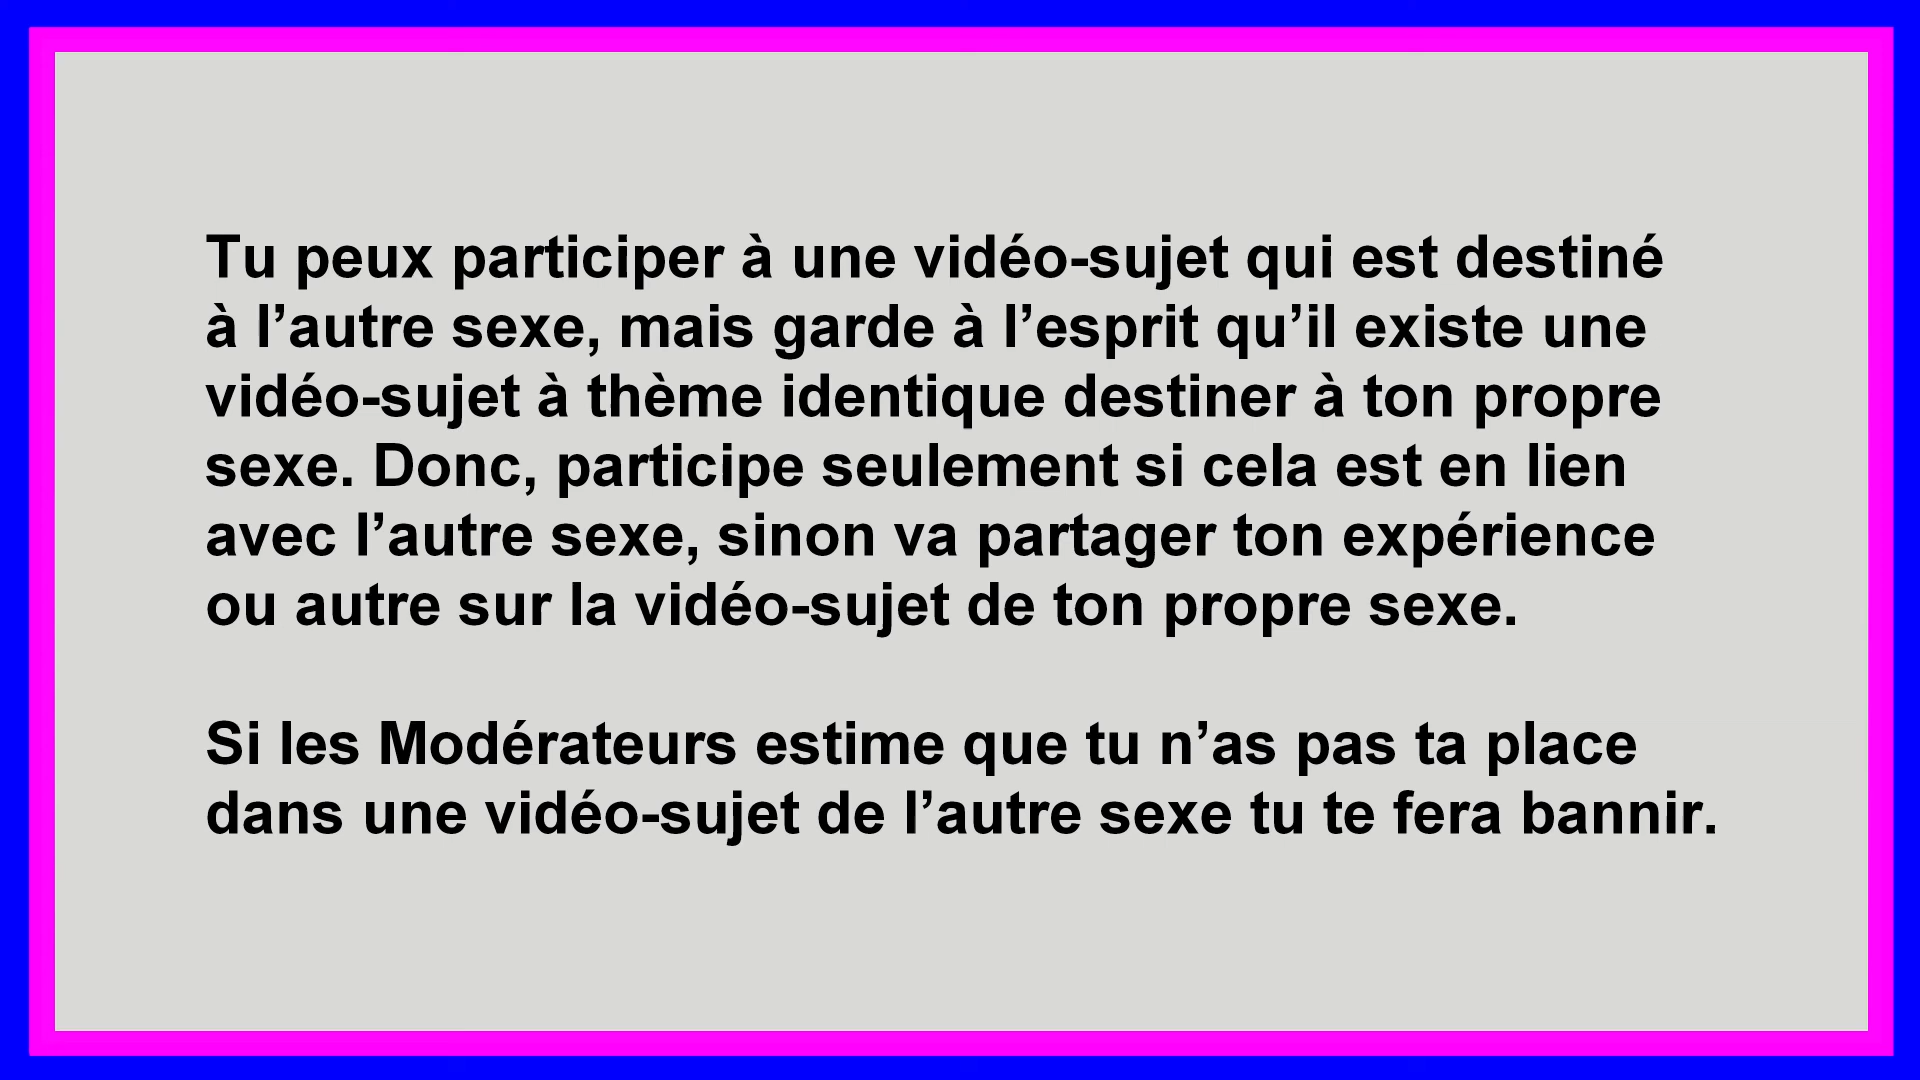 Tu peux participer à une vidéo-sujet qui est destiné
à l’autre sexe, mais garde à l’esprit qu’il existe une
vidéo-sujet à thème identique destiner à ton propre
sexe. Donc, participe seulement si cela est en lien
avec l’autre sexe, sinon va partager ton expérience
ou autre sur la vidéo-sujet de ton propre sexe.
Si les Modérateurs estime que tu n’as pas ta place
dans une vidéo-sujet de l’autre sexe tu te fera bannir.